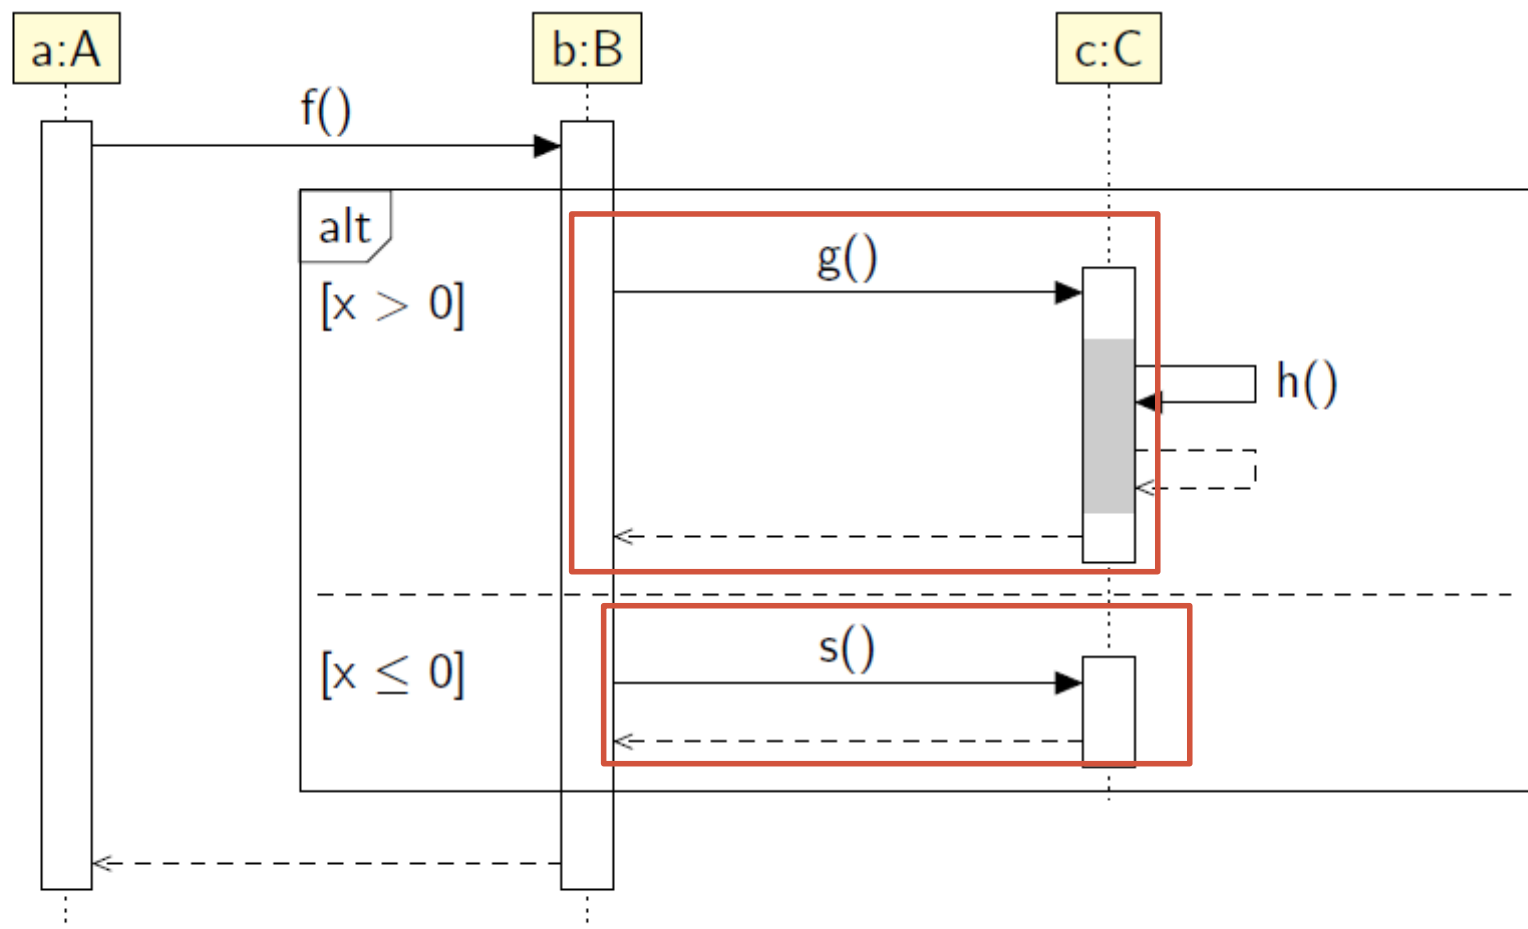 a:A
b:B
c:C
f()
alt
g()
[x > 0]
h()
s()
[x ≤ 0]